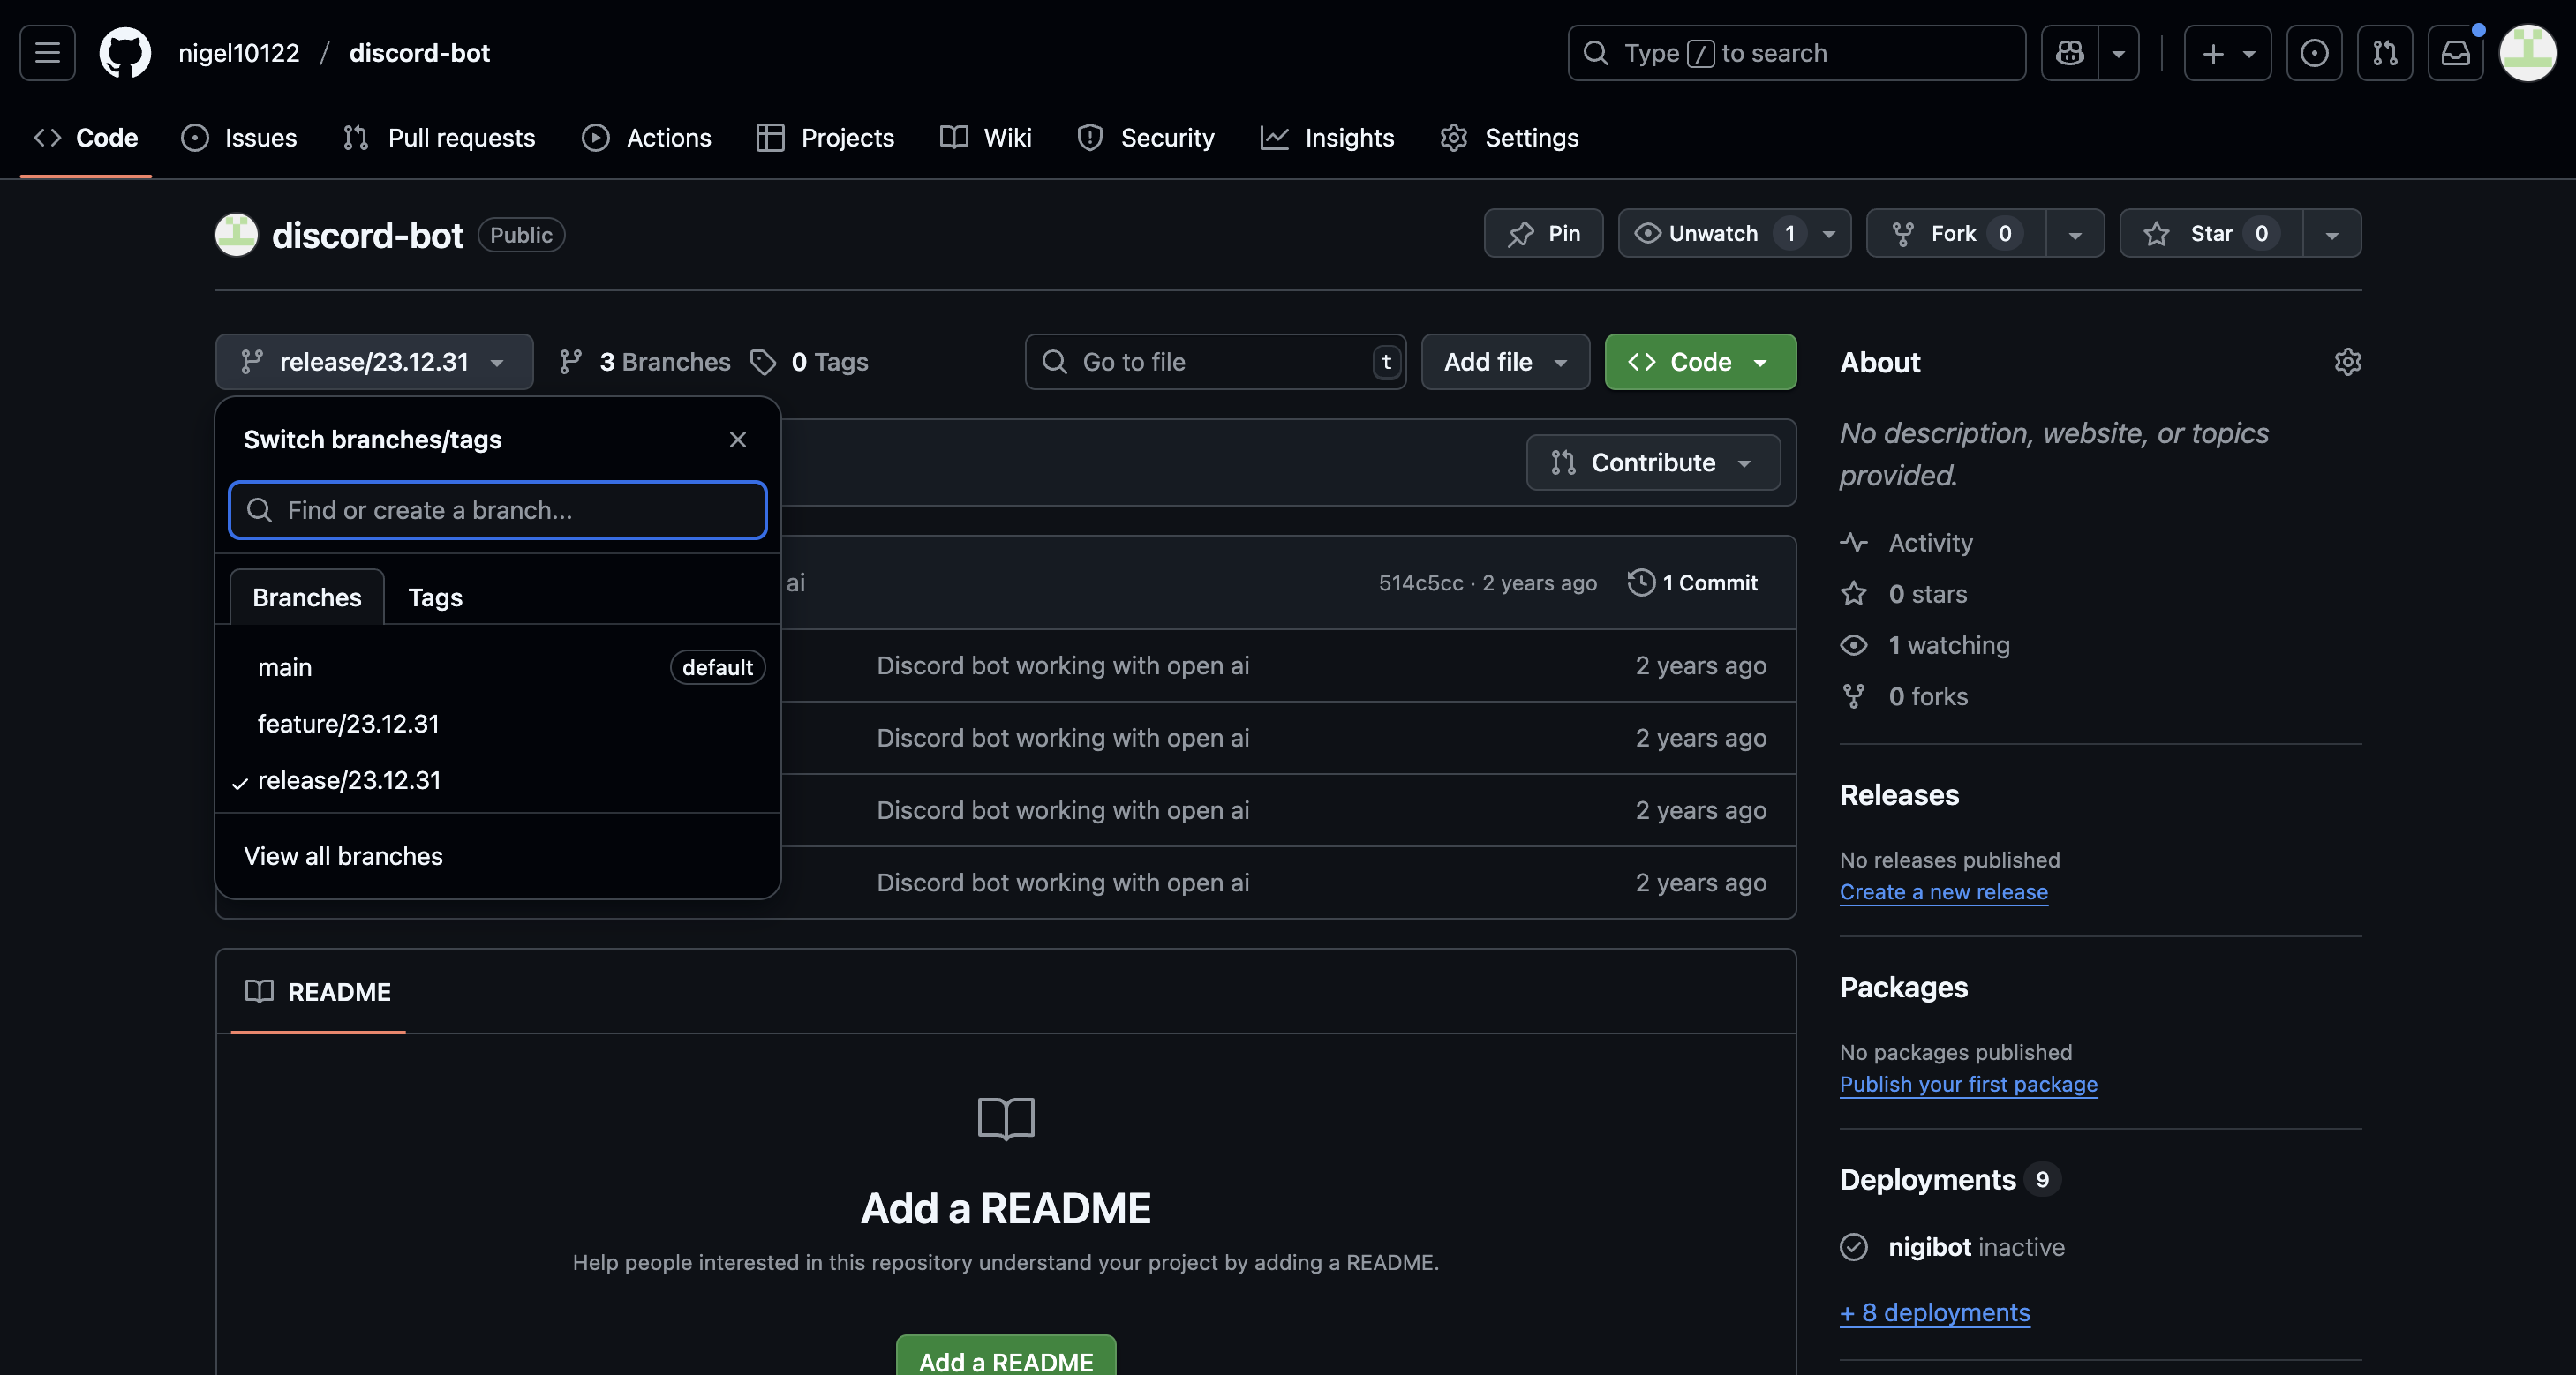 nigel10122 / discord-bot
Type / to search
Code
Issues
Pull requests
Actions
Projects
Wiki
Security
Insights
Settings
discord-bot Public
Pin
Unwatch 1
Fork 0
Star 0
release/23.12.31
3 Branches
0 Tags
Go to file t
Add file
Code
Switch branches/tags
Find or create a branch...
Branches
Tags
main default
feature/23.12.31
release/23.12.31
View all branches
Contribute
ai
514c5cc · 2 years ago
1 Commit
Discord bot working with open ai 2 years ago
Discord bot working with open ai 2 years ago
Discord bot working with open ai 2 years ago
Discord bot working with open ai 2 years ago
README
Add a README
Help people interested in this repository understand your project by adding a README.
Add a README
About
No description, website, or topics
provided.
Activity
0 stars
1 watching
0 forks
Releases
No releases published
Create a new release
Packages
No packages published
Publish your first package
Deployments 9
nigibot inactive
+ 8 deployments